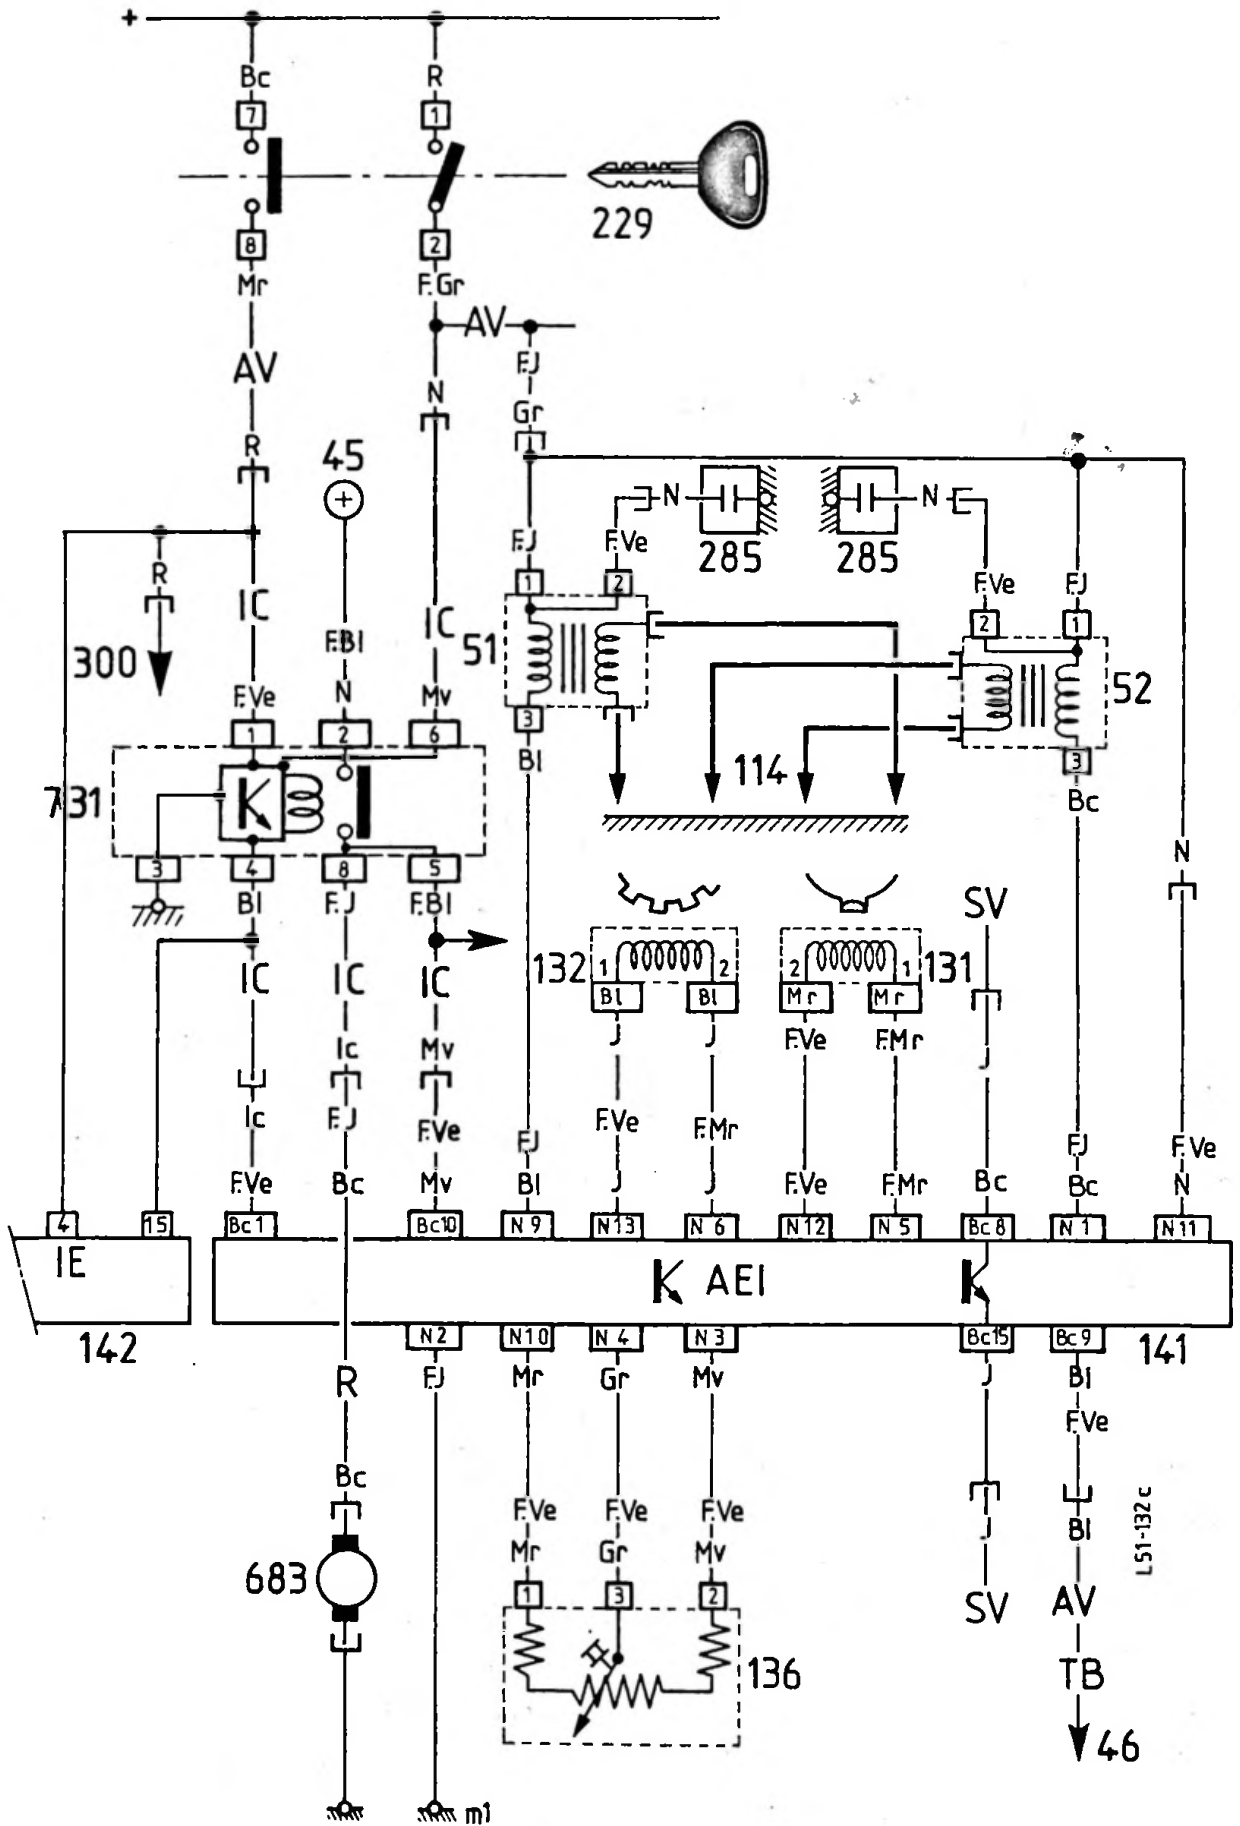 +
Bc R
7 1
229
8 2
Mr F.Gr
AV
F.J
AV
N
Gr
R
45
+
N N
285 285
F.J F.Ve
R
F.Ve F.J
1 2
2 1
IC
F.Bl
IC
51
300
52
F.Ve N Mv
1 2 6
3
Bl
3
114
731
Bc
3 4 8 5
N
Bl F.J F.Bl
SV
132 1 2
2 1 131
IC IC IC
Bl Bl Mr Mr
J J F.Ve F.Mr
Ic Mv
J
Ic F.J F.Ve
F.Ve F.Mr
F.J F.J F.Ve
F.Ve Bc Mv Bl J J F.Ve F.Mr Bc Bc N
4 15 Bc1 Bc10 N9 N13 N6 N12 N5 Bc8 N1 N11
IE
AEI
142
N2 N10 N4 N3 Bc15 Bc9 141
R F.J Mr Gr Mv J Bl
F.Ve
Bc
F.Ve F.Ve F.Ve
J Bl
L51-132c
Mr Gr Mv
683
1 3 2
SV AV
136
TB
46
m1